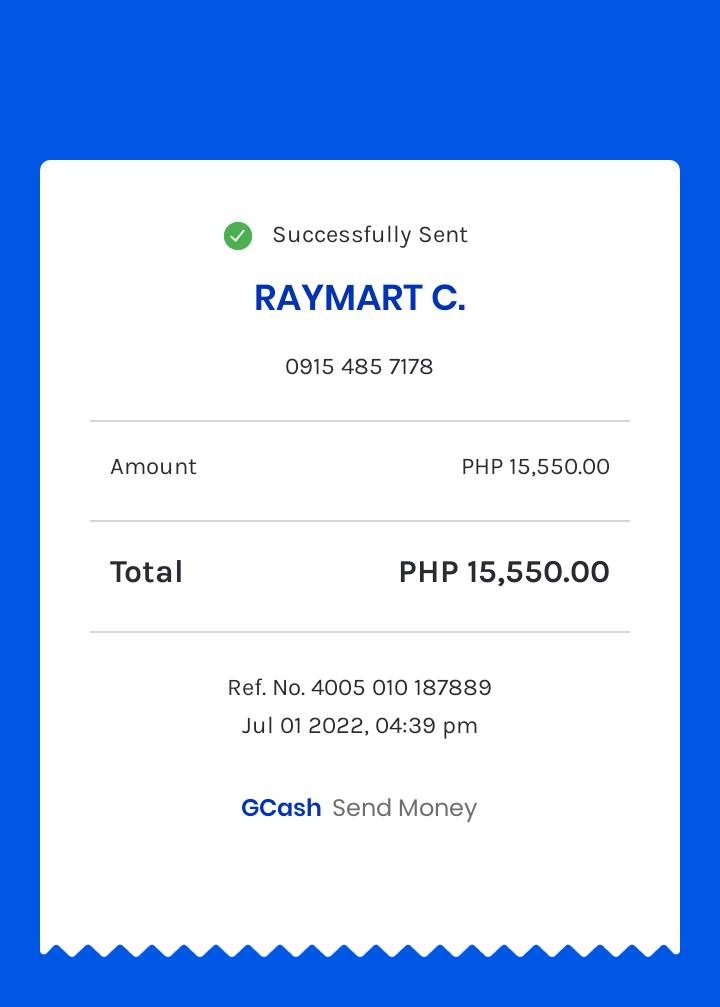 Successfully Sent
RAYMART C.
0915 485 7178
Amount PHP 15,550.00
Total PHP 15,550.00
Ref. No. 4005 010 187889
Jul 01 2022, 04:39 pm
GCash Send Money